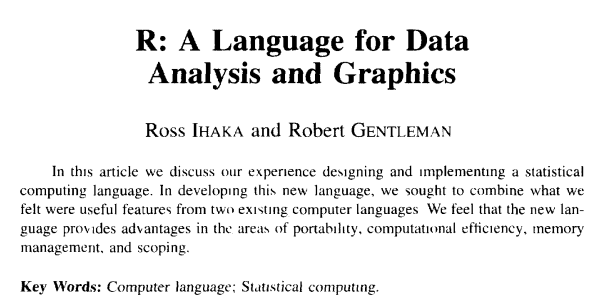 R: A Language for Data
Analysis and Graphics
Ross IHAKA and Robert GENTLEMAN
In this article we discuss our experience designing and implementing a statistical
computing language. In developing this new language, we sought to combine what we
felt were useful features from two existing computer languages We feel that the new lan-
guage provides advantages in the areas of portability, computational efficiency, memory
management, and scoping.
Key Words: Computer language; Statistical computing.